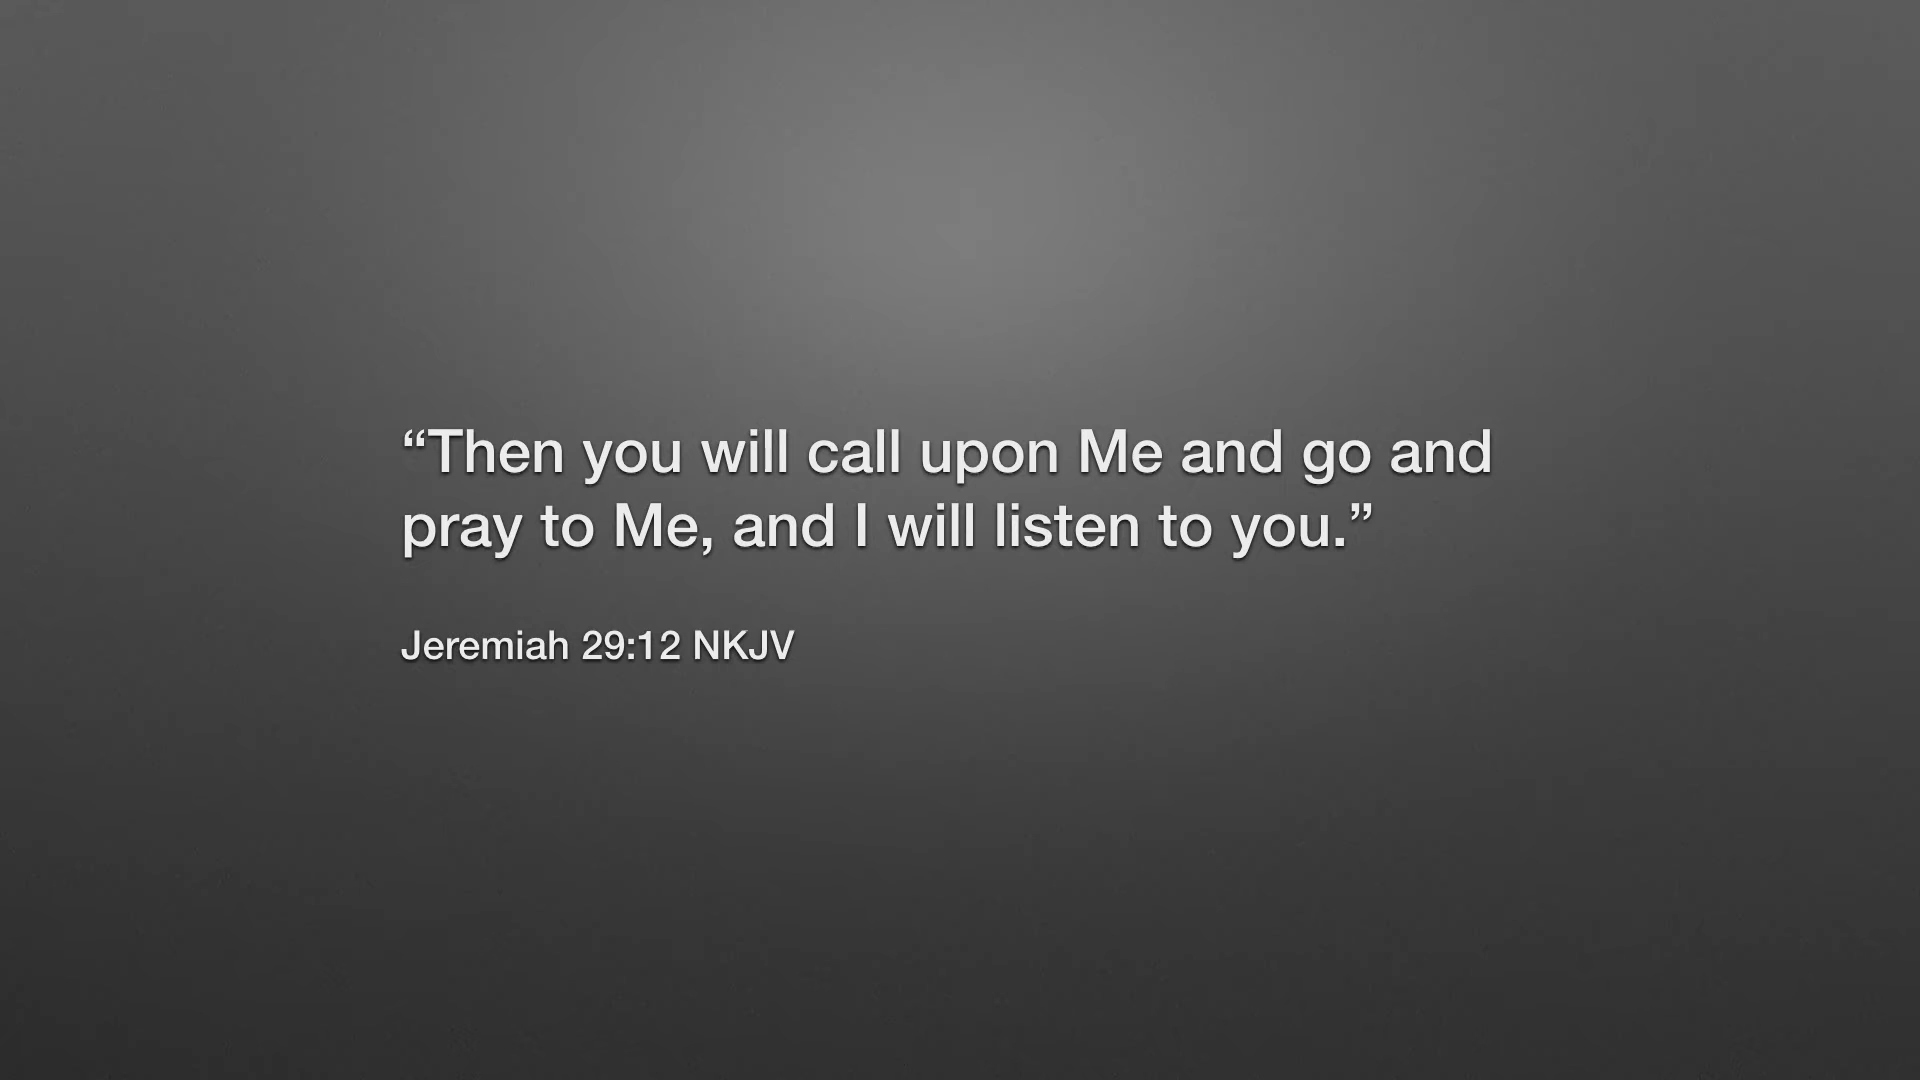 “Then you will call upon Me and go and
pray to Me, and I will listen to you.”
Jeremiah 29:12 NKJV